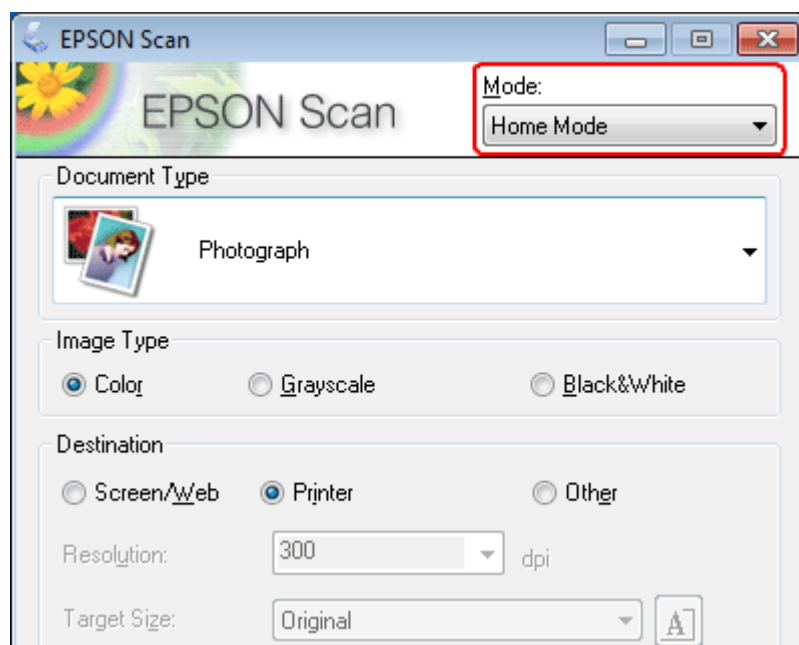 EPSON Scan
EPSON Scan
Mode:
Home Mode
Document Type
Photograph
Image Type
Color Grayscale Black&White
Destination
Screen/Web Printer Other
Resolution: 300 dpi
Target Size: Original A